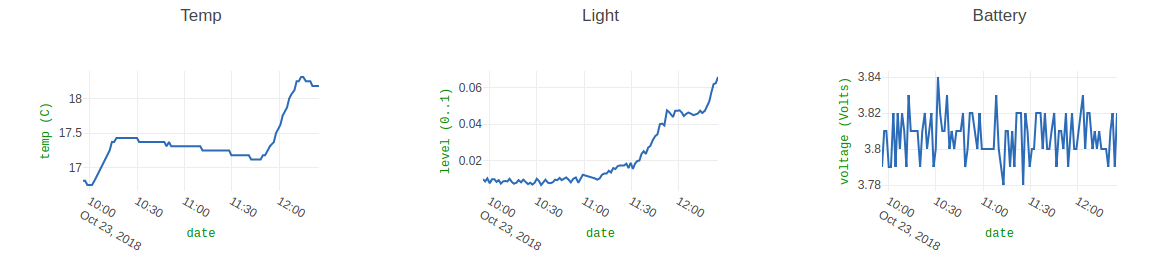 Temp
temp (C)
18
17.5
17
10:00
Oct 23, 2018
10:30
11:00
11:30
12:00
date
Light
level (0..1)
0.06
0.04
0.02
10:00
Oct 23, 2018
10:30
11:00
11:30
12:00
date
Battery
voltage (Volts)
3.84
3.82
3.8
3.78
10:00
Oct 23, 2018
10:30
11:00
11:30
12:00
date